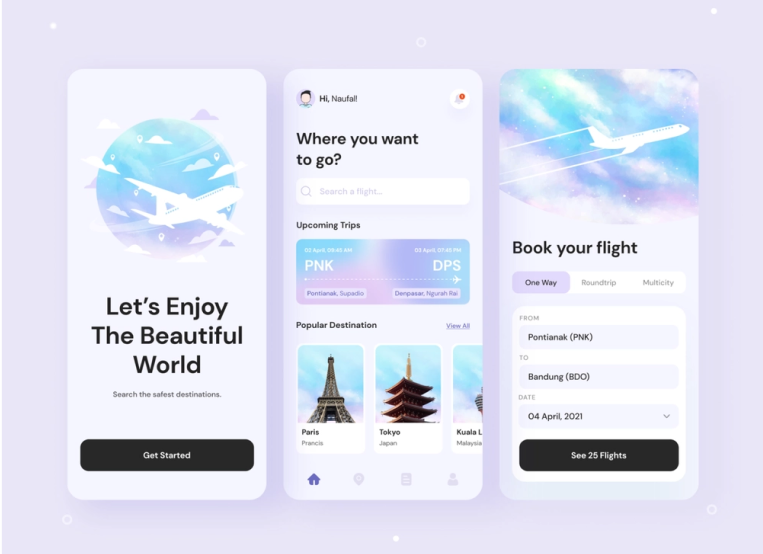 Let's Enjoy
The Beautiful
World
Search the safest destinations.
Get Started
Hi, Naufal!
Where you want
to go?
Search a flight...
Upcoming Trips
03 April, 09:45 AM
03 April, 01:45 PM
PNK
DPS
Pontianak, Supadio
Denpasar, Ngurah Rai
Popular Destination
View All
Paris
Prancis
Tokyo
Japan
Kuala L
Malaysia
Book your flight
One Way
Roundtrip
Multicity
FROM
Pontianak (PNK)
TO
Bandung (BDO)
DATE
04 April, 2021
See 25 Flights